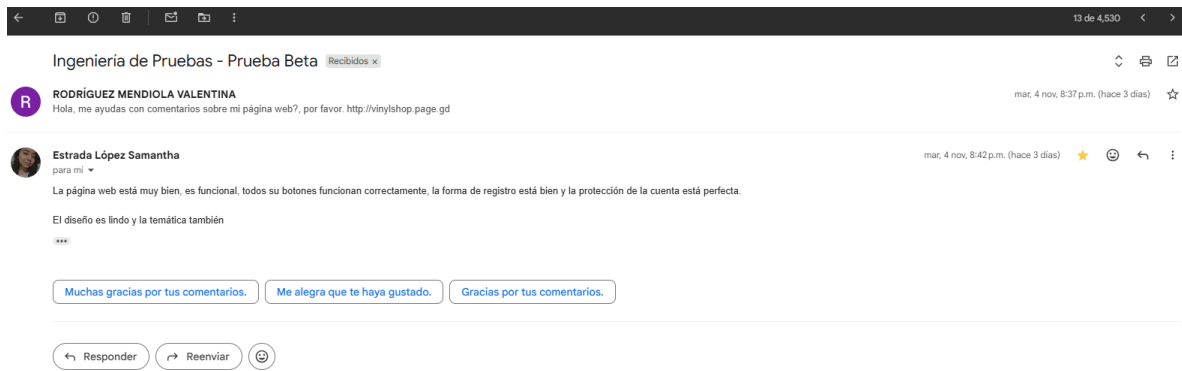 13 de 4,530
Ingeniería de Pruebas - Prueba Beta Recibidos ×
R
RODRÍGUEZ MENDIOLA VALENTINA
mar, 4 nov, 8:37 p.m. (hace 3 días)
Hola, me ayudas con comentarios sobre mi página web?, por favor. http://vinylshop.page.gd
Estrada López Samantha
mar, 4 nov, 8:42 p.m. (hace 3 días)
para mí
La página web está muy bien, es funcional, todos su botones funcionan correctamente, la forma de registro está bien y la protección de la cuenta está perfecta.
El diseño es lindo y la temática también
Muchas gracias por tus comentarios. Me alegra que te haya gustado. Gracias por tus comentarios.
Responder Reenviar